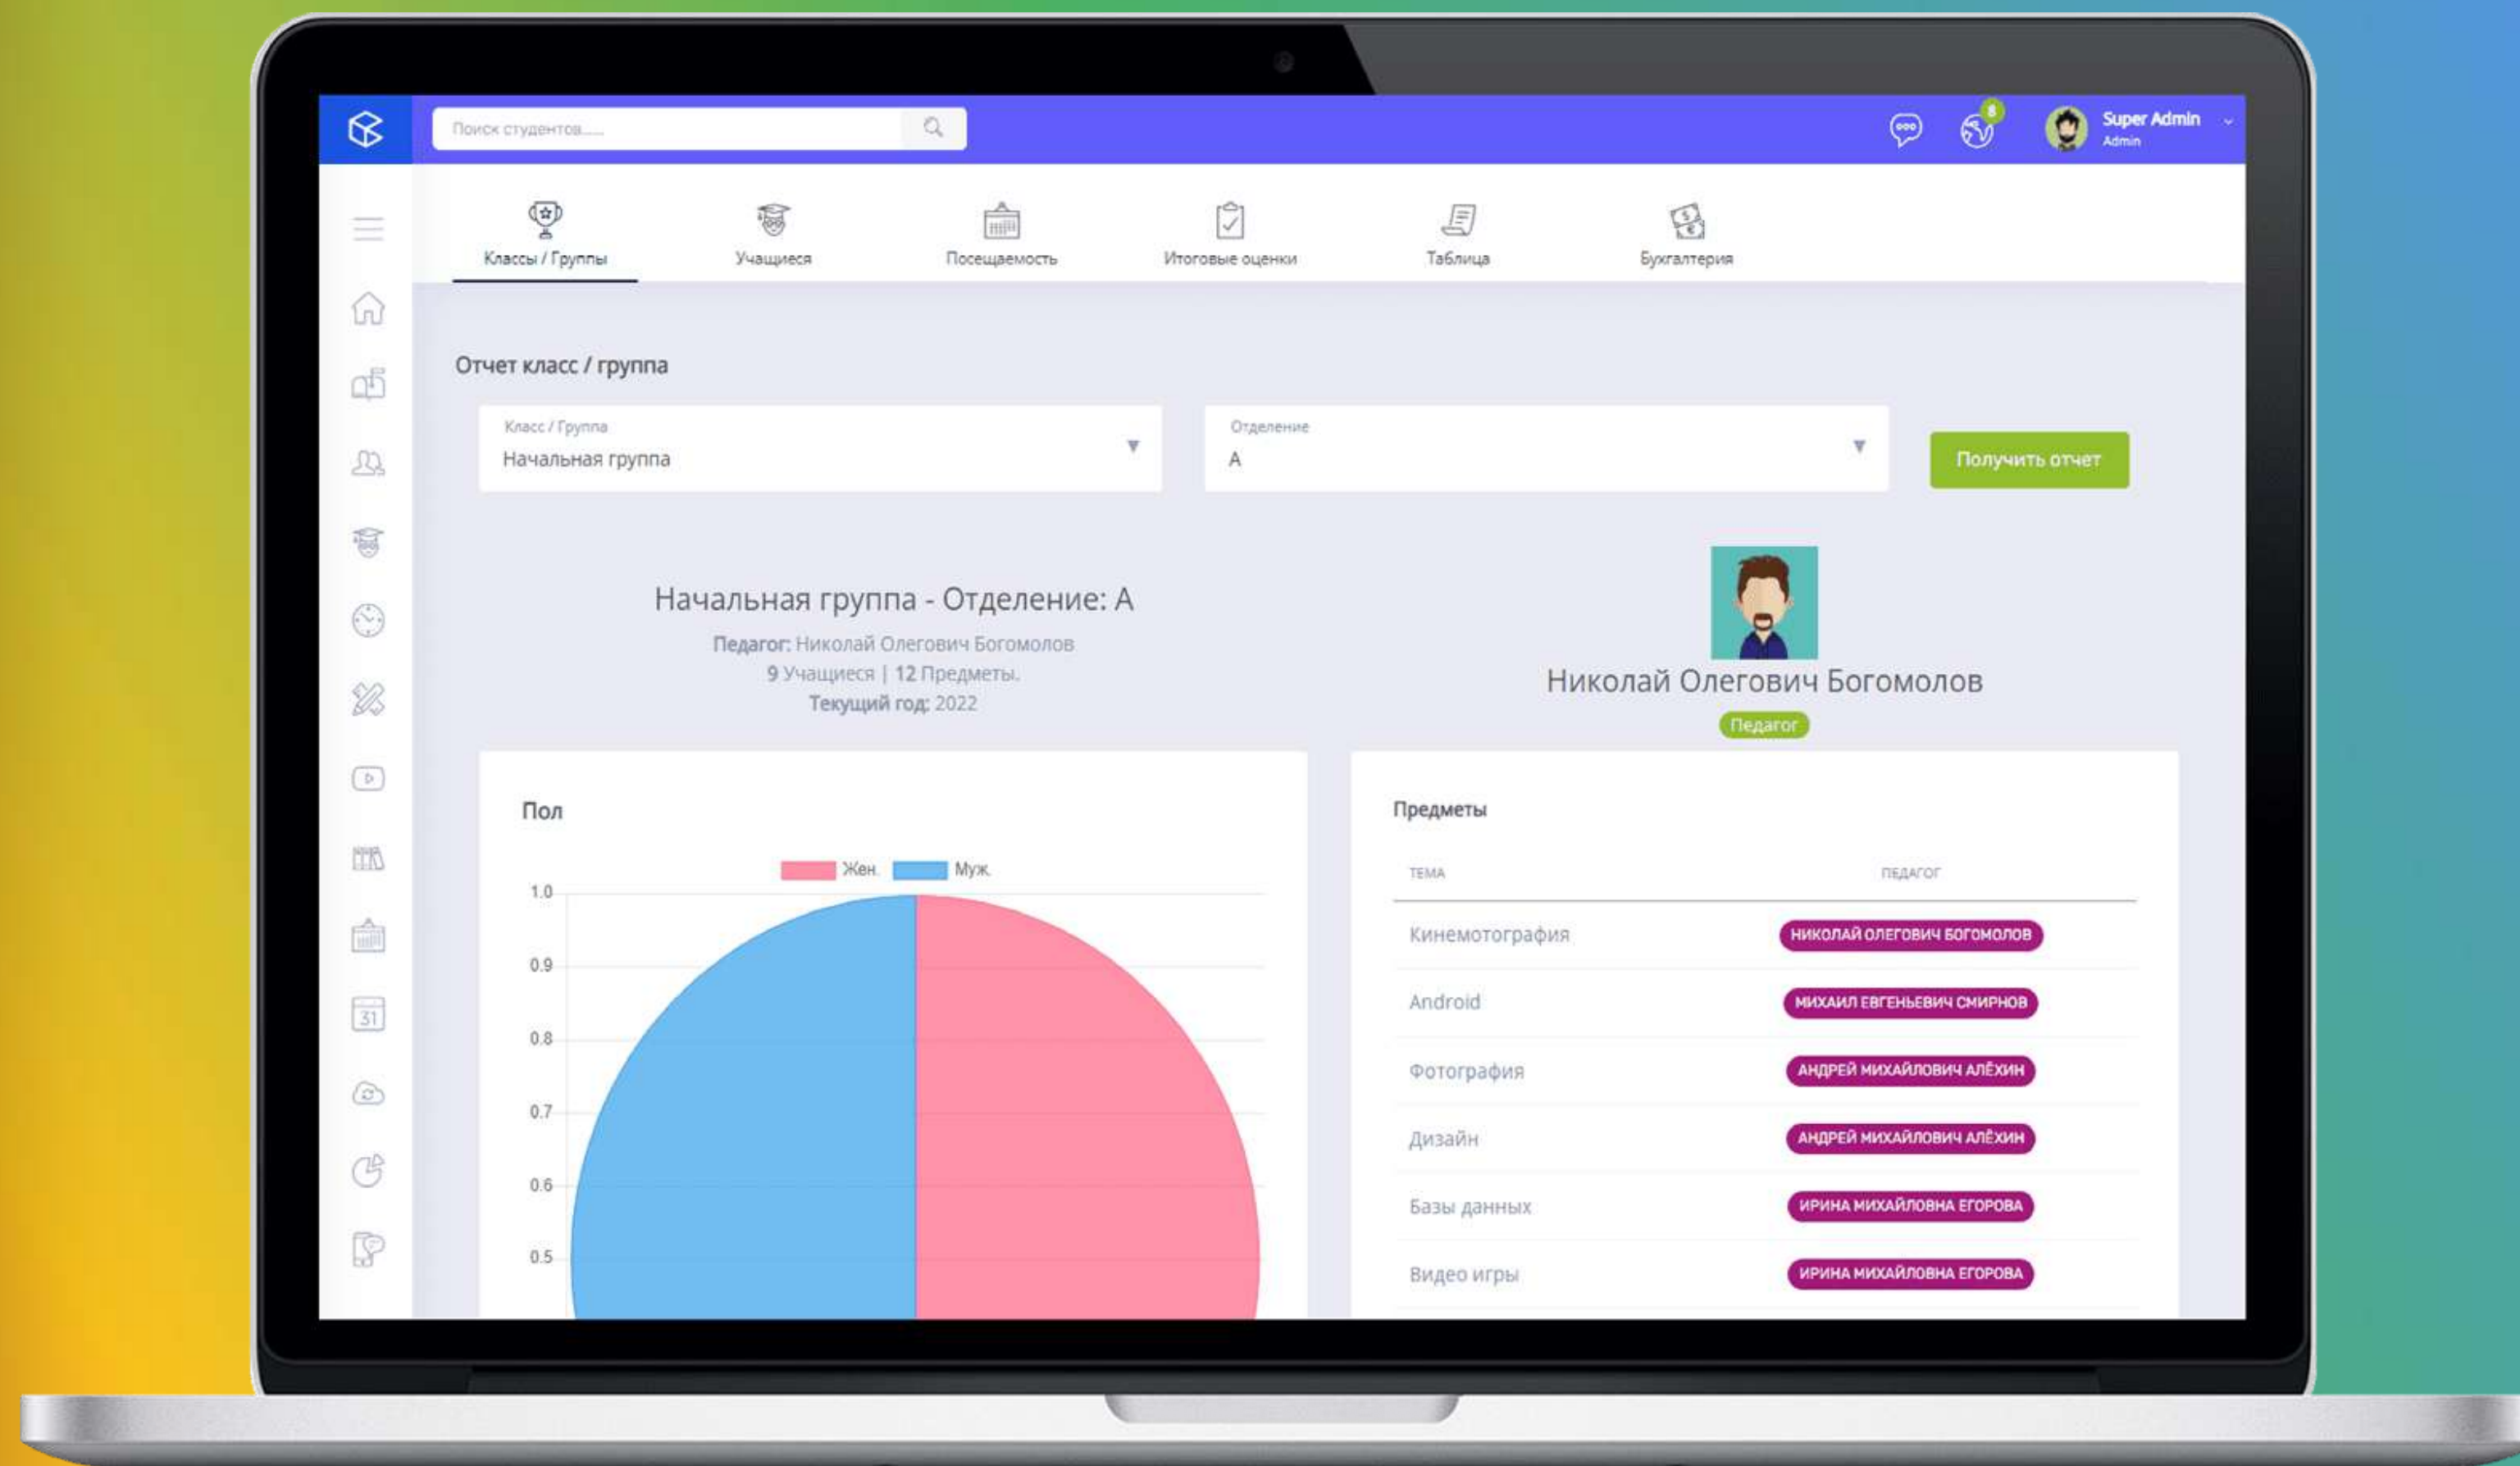 Поиск студентов......
8
Super Admin
Admin
Классы / Группы
Учащиеся
Посещаемость
Итоговые оценки
Таблица
Бухгалтерия
Отчет класс / группа
Класс / Группа
Начальная группа
Отделение
А
Получить отчет
Начальная группа - Отделение: А
Педагог: Николай Олегович Богомолов
9 Учащиеся | 12 Предметы.
Текущий год: 2022
Николай Олегович Богомолов
Педагог
Пол
Жен. Муж.
1.0
0.9
0.8
0.7
0.6
0.5
Предметы
ТЕМА ПЕДАГОГ
Кинемотография НИКОЛАЙ ОЛЕГОВИЧ БОГОМОЛОВ
Android МИХАИЛ ЕВГЕНЬЕВИЧ СМИРНОВ
Фотография АНДРЕЙ МИХАЙЛОВИЧ АЛЁХИН
Дизайн АНДРЕЙ МИХАЙЛОВИЧ АЛЁХИН
Базы данных ИРИНА МИХАЙЛОВНА ЕГОРОВА
Видео игры ИРИНА МИХАЙЛОВНА ЕГОРОВА
31